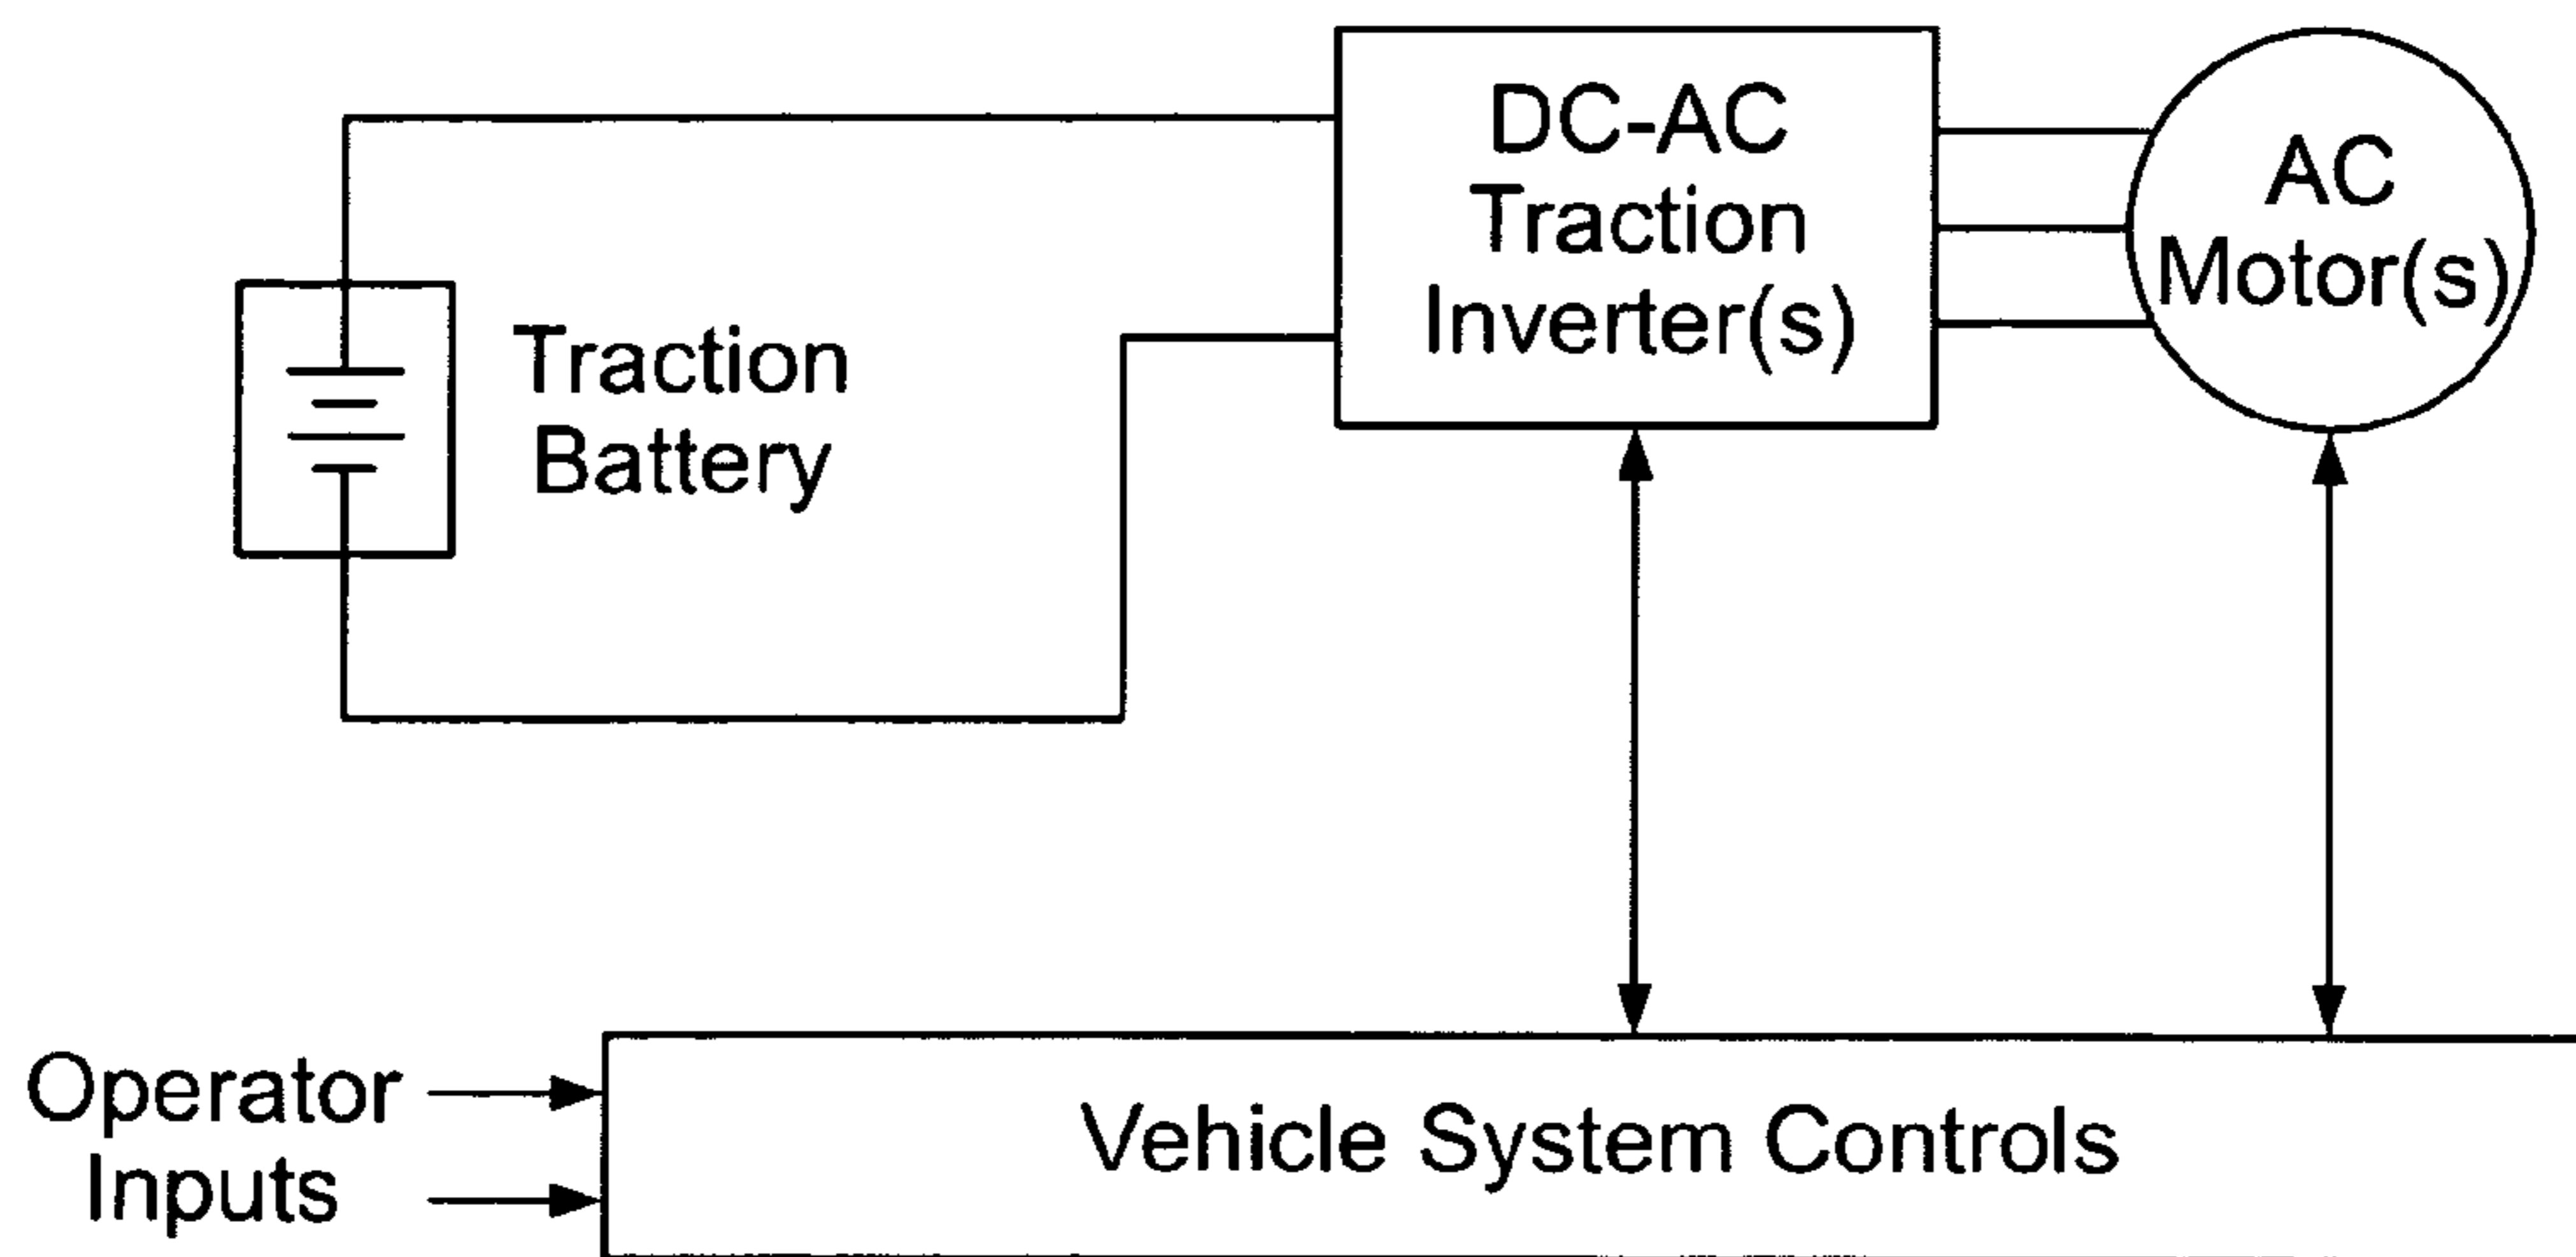 DC-AC
Traction
Inverter(s)
AC
Motor(s)
Traction
Battery
Operator
Inputs
Vehicle System Controls